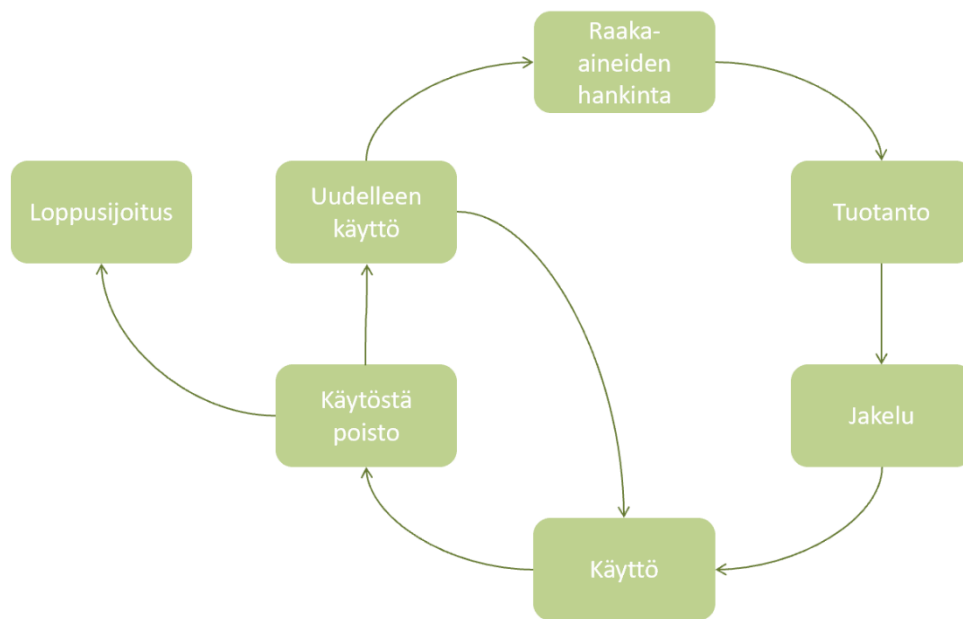 Raaka-
aineiden
hankinta
Loppusijoitus
Uudelleen
käyttö
Tuotanto
Käytöstä
poisto
Jakelu
Käyttö